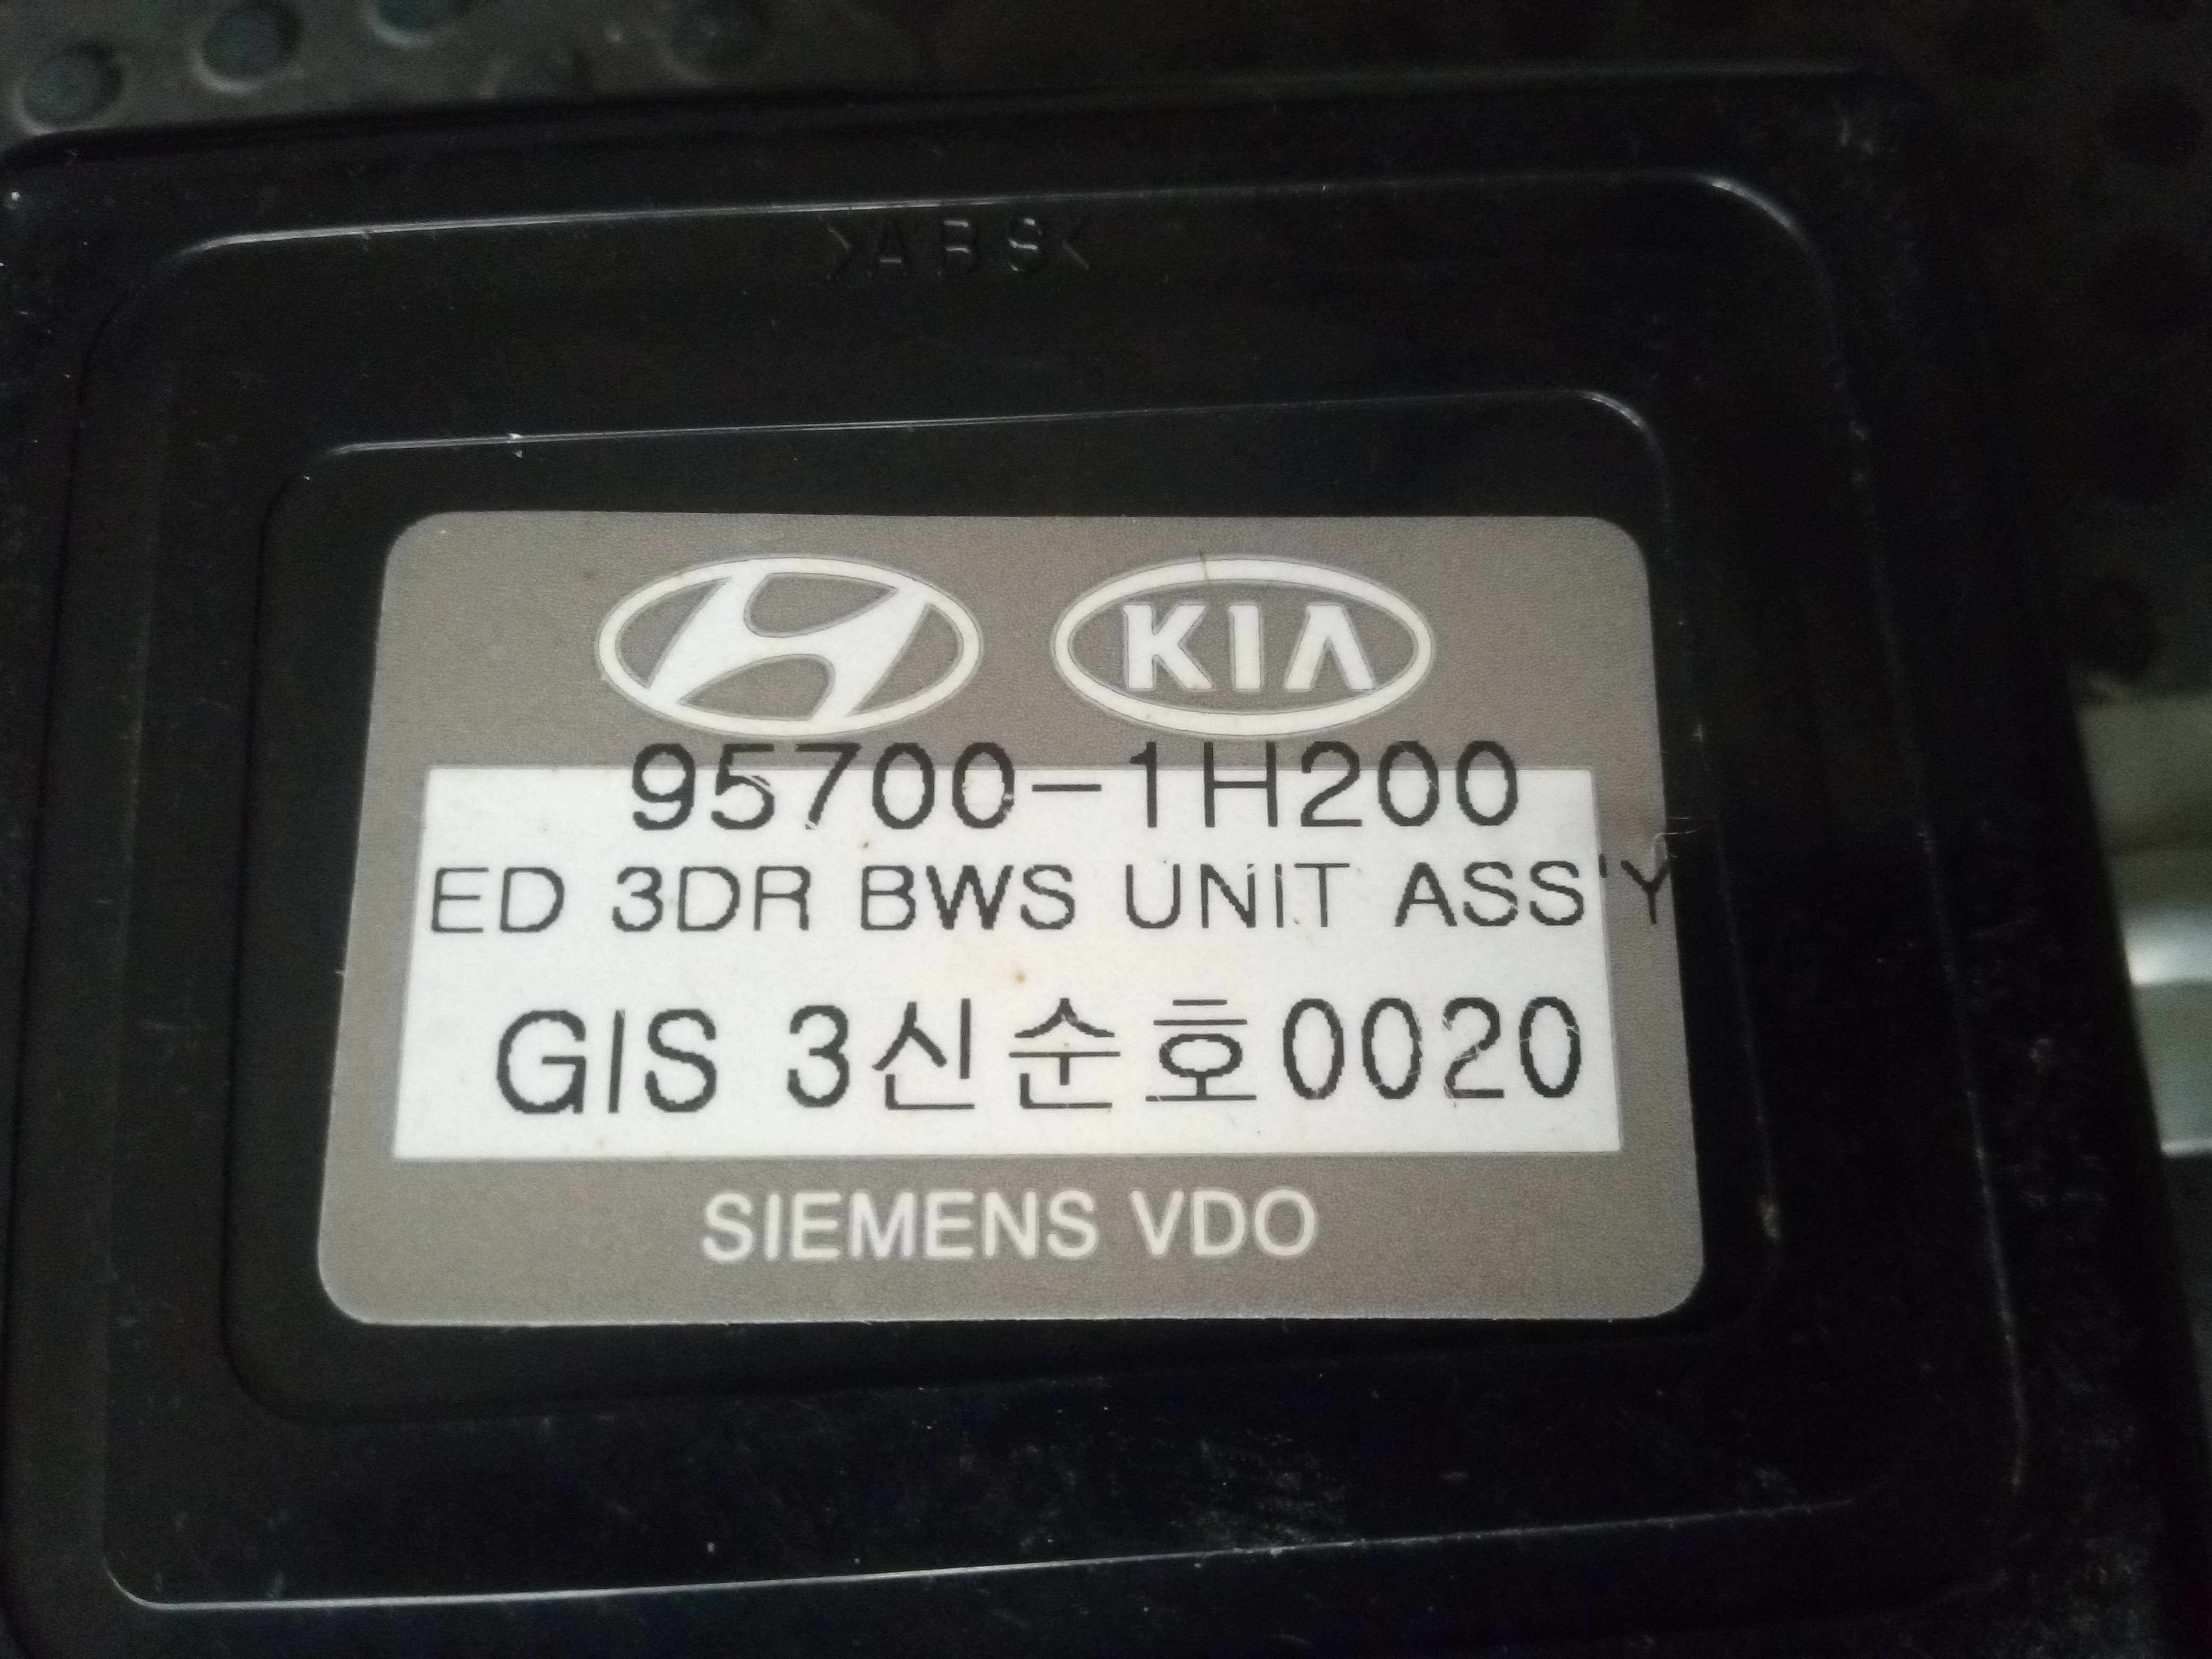 >ABS<
KIA
95700-1H200
ED 3DR BWS UNIT ASS'Y
GIS 3신순호0020
SIEMENS VDO